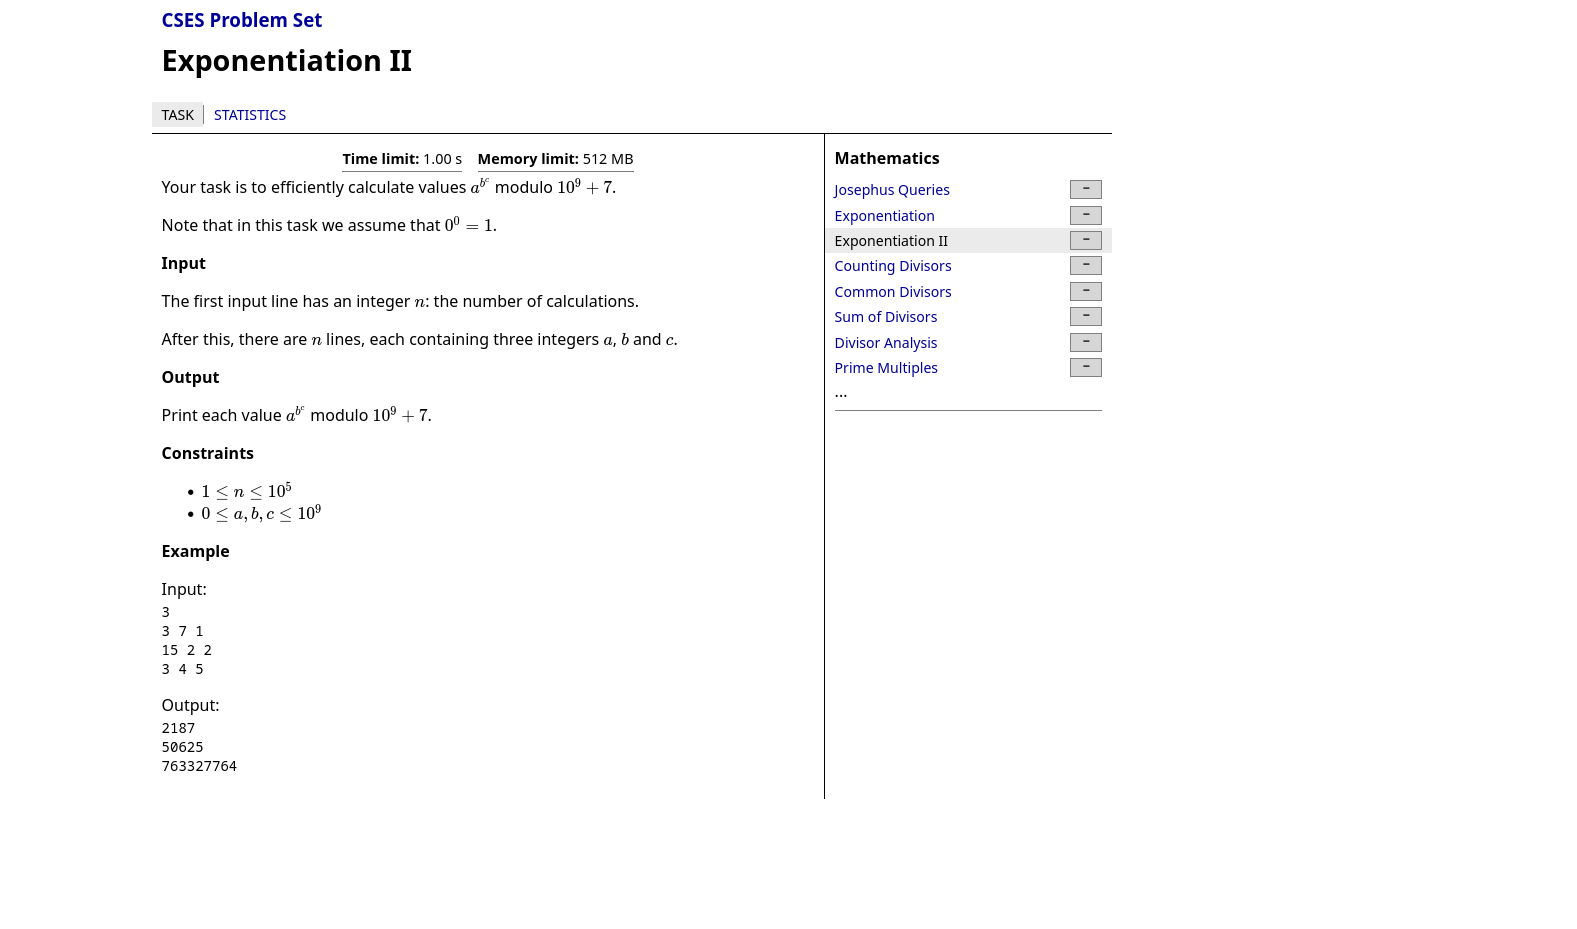 CSES Problem Set
Exponentiation II
TASK
STATISTICS
Time limit: 1.00 s Memory limit: 512 MB
Your task is to efficiently calculate values $a^{b^c}$ modulo $10^9+7$.
Note that in this task we assume that $0^0=1$.
Input
The first input line has an integer $n$: the number of calculations.
After this, there are $n$ lines, each containing three integers $a$, $b$ and $c$.
Output
Print each value $a^{b^c}$ modulo $10^9+7$.
Constraints
• $1 \le n \le 10^5$
• $0 \le a,b,c \le 10^9$
Example
Input:
3
3 7 1
15 2 2
3 4 5
Output:
2187
50625
763327764
Mathematics
Josephus Queries –
Exponentiation –
Exponentiation II –
Counting Divisors –
Common Divisors –
Sum of Divisors –
Divisor Analysis –
Prime Multiples –
...